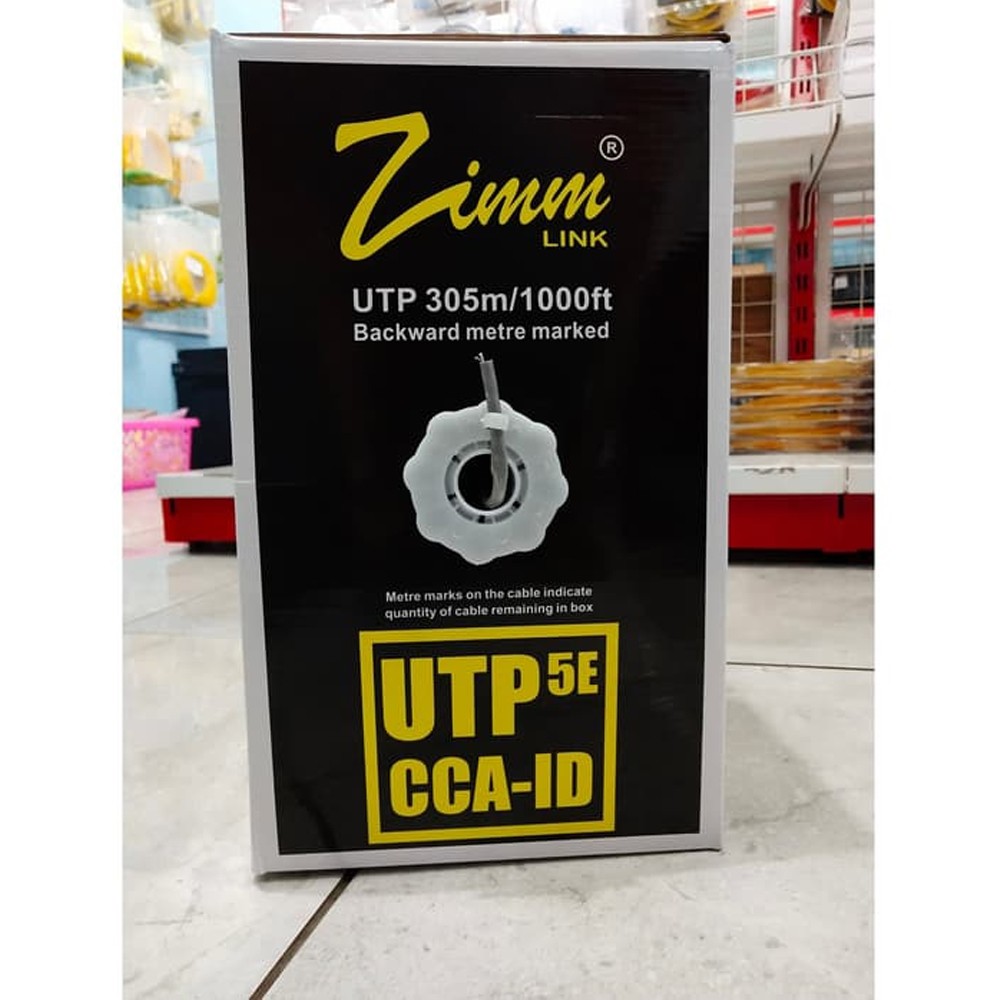 Zimm®
LINK
UTP 305m/1000ft
Backward metre marked
Metre marks on the cable indicate
quantity of cable remaining in box
UTP 5E
CCA-ID